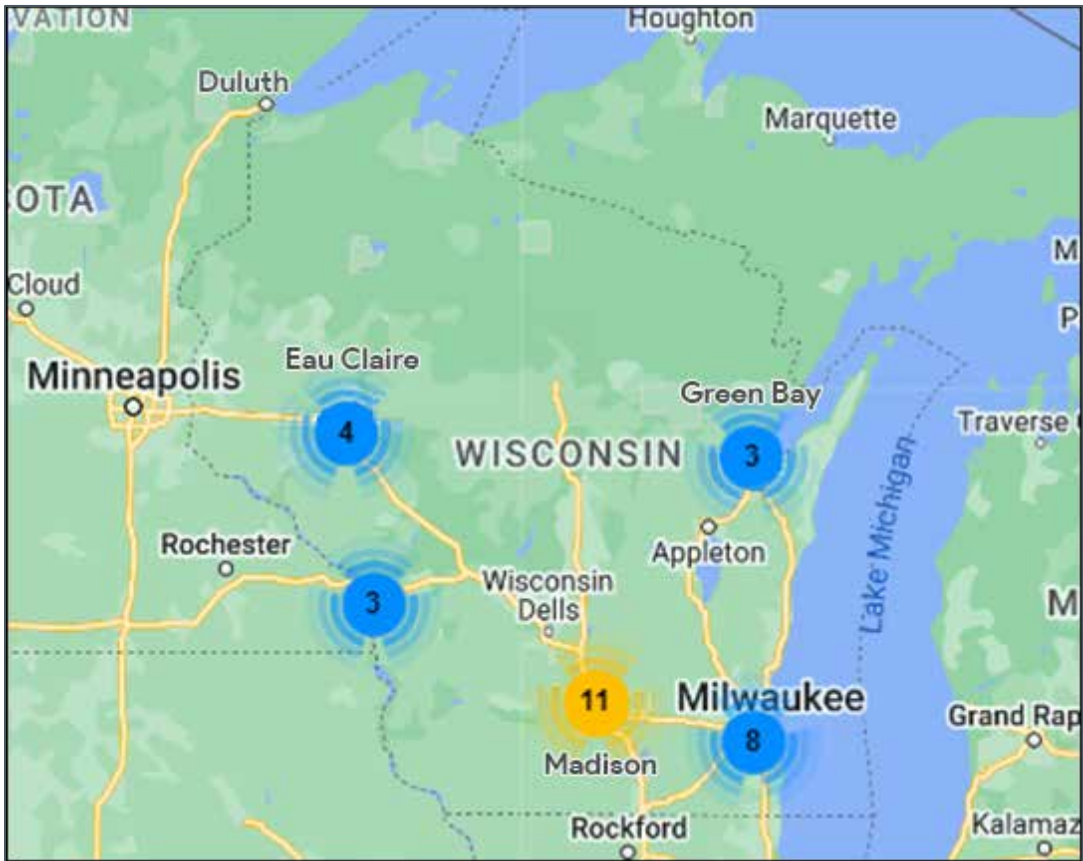 VATION
Houghton
Duluth
Marquette
OTA
Cloud
M
P
Minneapolis
Eau Claire
Green Bay
4
WISCONSIN
3
Traverse
Lake Michigan
Rochester
Appleton
Wisconsin
Dells
3
M
11
Milwaukee
8
Madison
Grand Rap
Rockford
Kalamaz